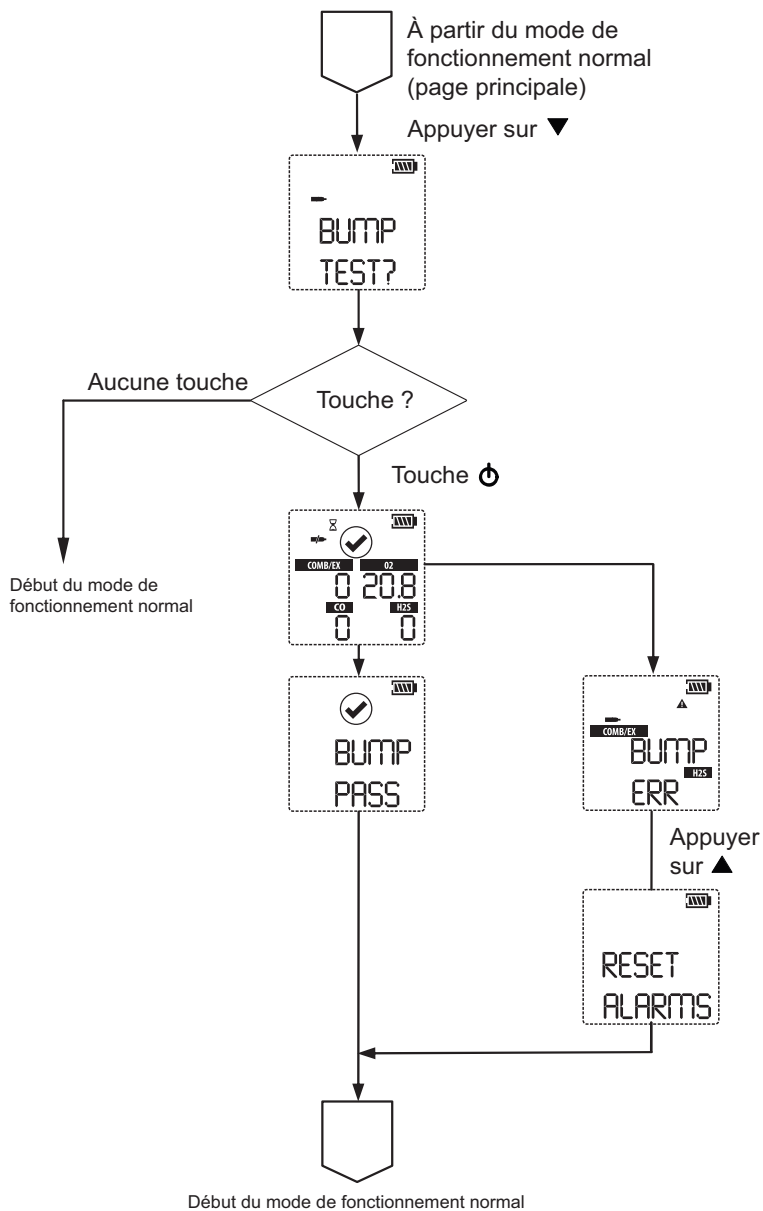 À partir du mode de
fonctionnement normal
(page principale)
Appuyer sur ▼
BUMP
TEST?
Aucune touche
Touche ?
Touche
Début du mode de
fonctionnement normal
COMB/EX O2
0 20.8
CO H2S
0 0
BUMP
PASS
COMB/EX
BUMP
H2S
ERR
Appuyer
sur ▲
RESET
ALARMS
Début du mode de fonctionnement normal